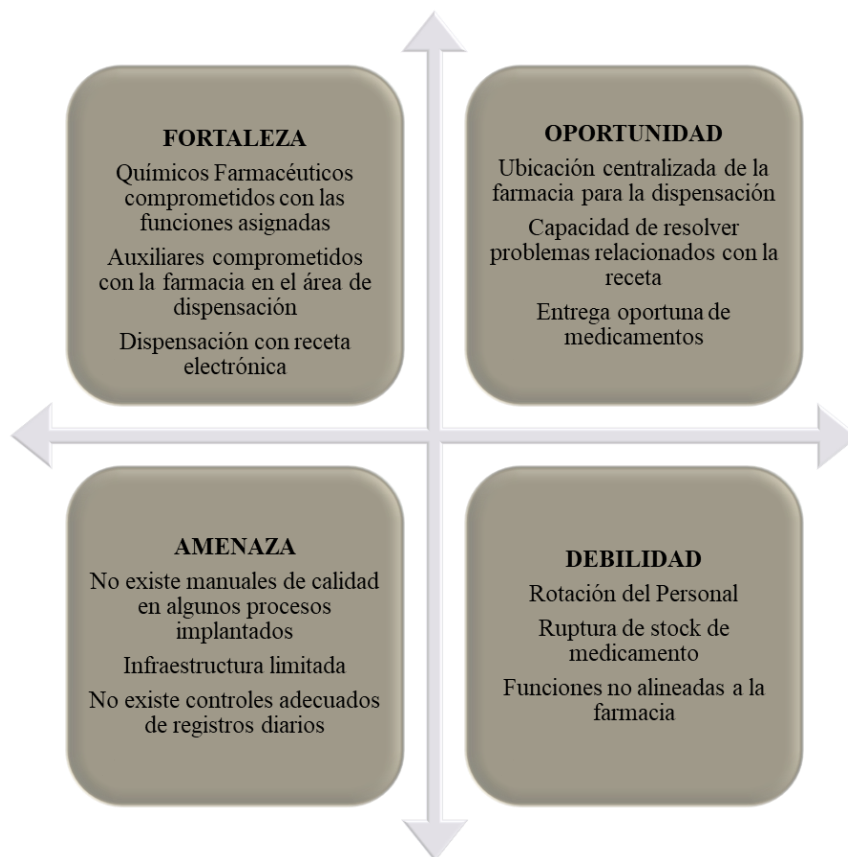 FORTALEZA
Químicos Farmacéuticos
comprometidos con las
funciones asignadas
Auxiliares comprometidos
con la farmacia en el área de
dispensación
Dispensación con receta
electrónica
OPORTUNIDAD
Ubicación centralizada de la
farmacia para la dispensación
Capacidad de resolver
problemas relacionados con la
receta
Entrega oportuna de
medicamentos
AMENAZA
No existe manuales de calidad
en algunos procesos
implantados
Infraestructura limitada
No existe controles adecuados
de registros diarios
DEBILIDAD
Rotación del Personal
Ruptura de stock de
medicamento
Funciones no alineadas a la
farmacia